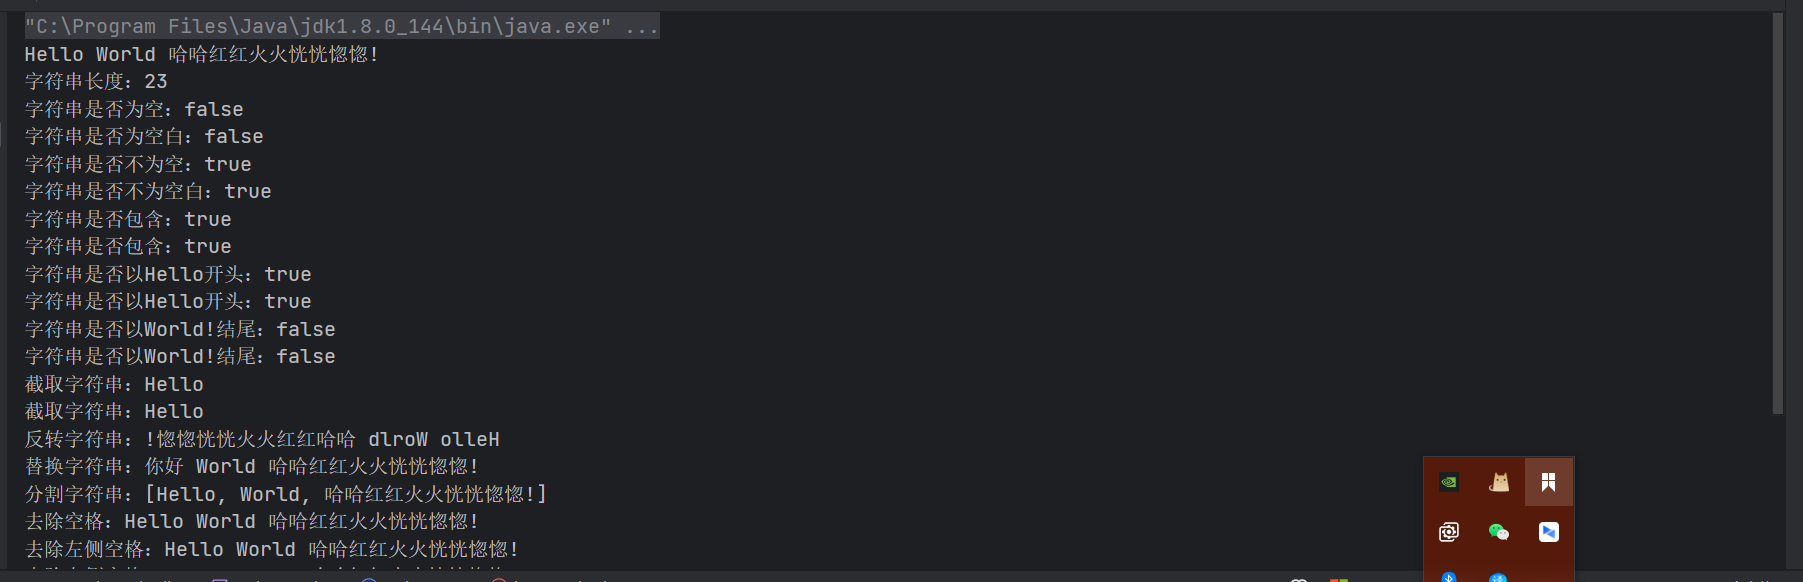 "C:\Program Files\Java\jdk1.8.0_144\bin\java.exe" ...
Hello World 哈哈红红火火恍恍惚惚!
字符串长度：23
字符串是否为空：false
字符串是否为空白：false
字符串是否不为空：true
字符串是否不为空白：true
字符串是否包含：true
字符串是否包含：true
字符串是否以Hello开头：true
字符串是否以Hello开头：true
字符串是否以World!结尾：false
字符串是否以World!结尾：false
截取字符串：Hello
截取字符串：Hello
反转字符串：!惚惚恍恍火火红红哈哈 dlroW olleH
替换字符串：你好 World 哈哈红红火火恍恍惚惚!
分割字符串：[Hello, World, 哈哈红红火火恍恍惚惚!]
去除空格：Hello World 哈哈红红火火恍恍惚惚!
去除左侧空格：Hello World 哈哈红红火火恍恍惚惚!